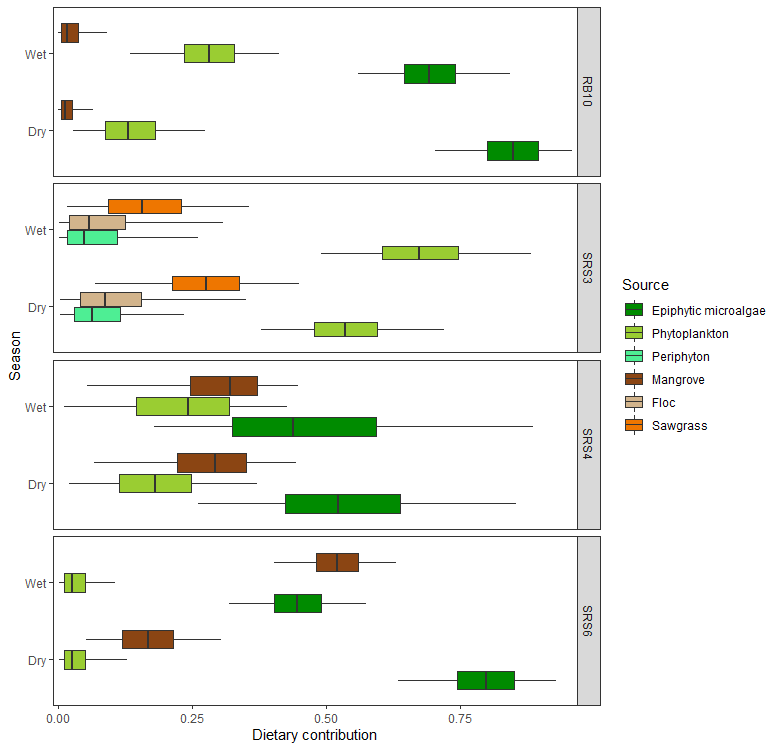 Wet
Dry
RB10
Wet
Dry
SRS3
Wet
Dry
SRS4
Wet
Dry
SRS6
Season
0.00
0.25
0.50
0.75
Dietary contribution
Source
Epiphytic microalgae
Phytoplankton
Periphyton
Mangrove
Floc
Sawgrass